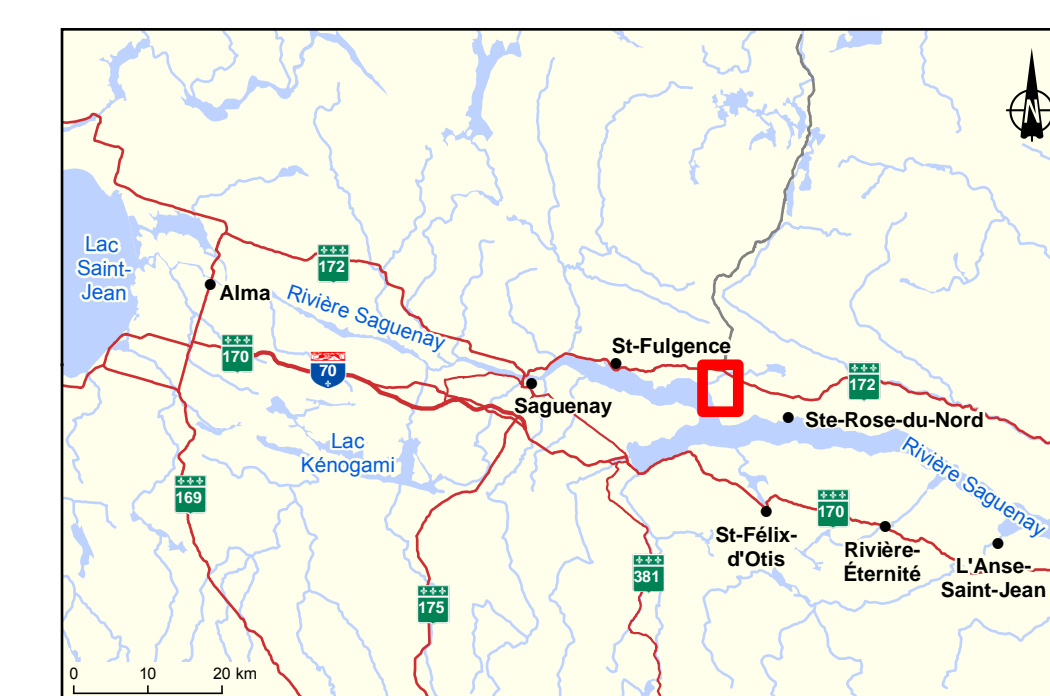 N
Lac
Saint-
Jean
172
Alma
Rivière Saguenay
170
70
St-Fulgence
172
Saguenay
Ste-Rose-du-Nord
Lac
Kénogami
Rivière Saguenay
169
170
St-Félix-
d'Otis
Rivière-
Éternité
L'Anse-
Saint-Jean
381
175
0 10 20 km